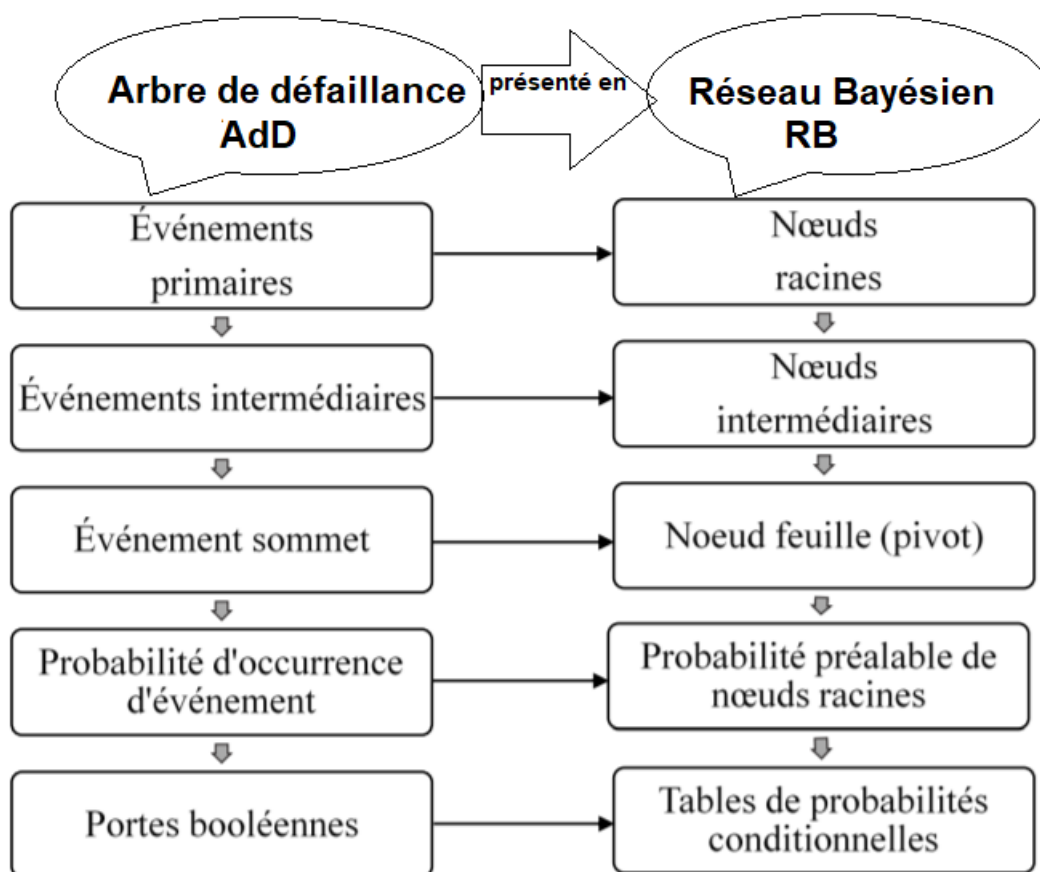 Arbre de défaillance
AdD
présenté en
Réseau Bayésien
RB
Événements
primaires
Nœuds
racines
Événements intermédiaires
Nœuds
intermédiaires
Événement sommet
Noeud feuille (pivot)
Probabilité d'occurrence
d'événement
Probabilité préalable de
nœuds racines
Portes booléennes
Tables de probabilités
conditionnelles